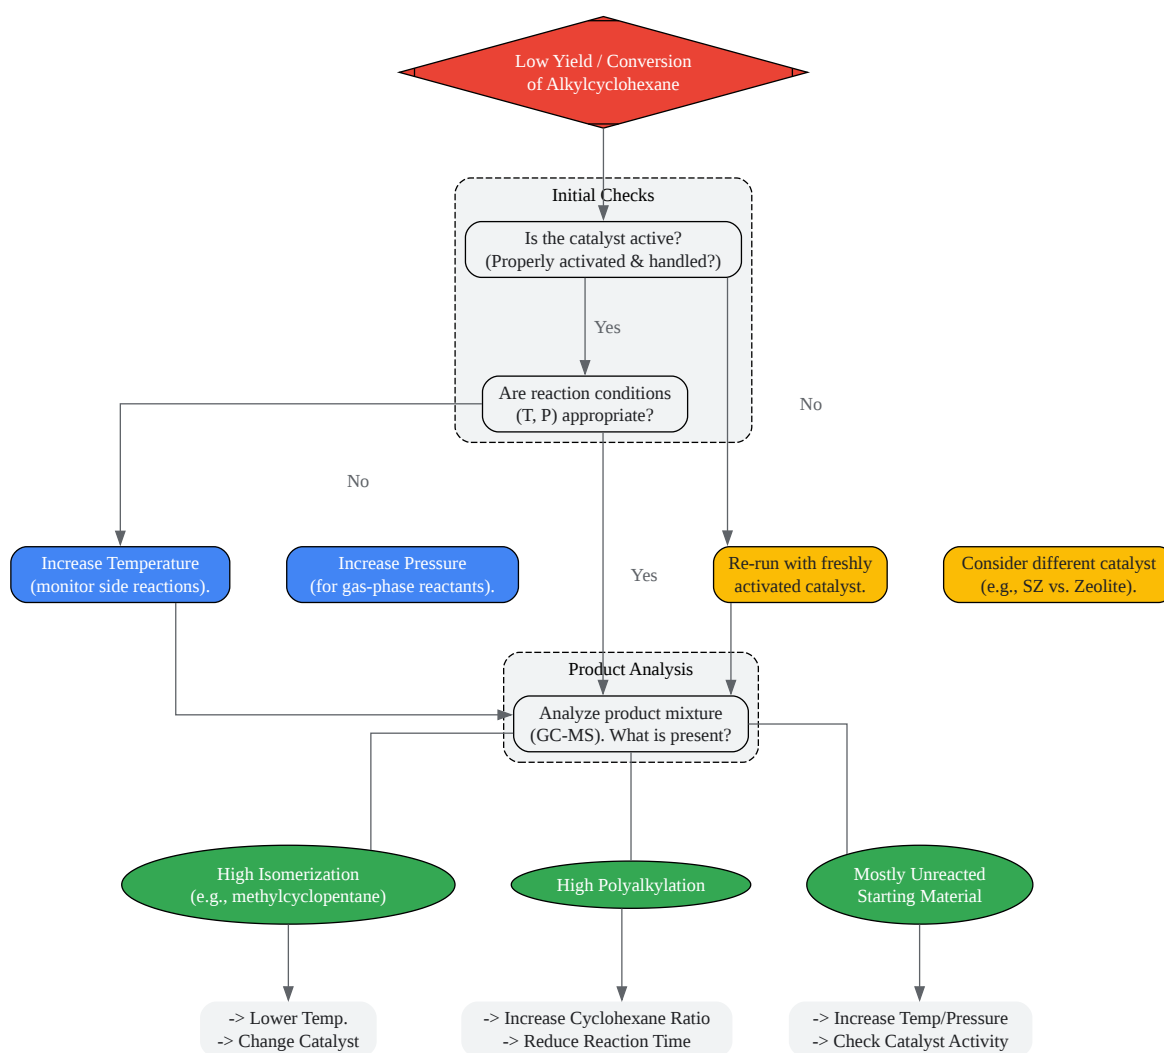 Low Yield / Conversion
of Alkylcyclohexane
Initial Checks
Is the catalyst active?
(Properly activated & handled?)
Yes
Are reaction conditions
(T, P) appropriate?
No
No
Increase Temperature
(monitor side reactions).
Increase Pressure
(for gas-phase reactants).
Yes
Re-run with freshly
activated catalyst.
Consider different catalyst
(e.g., SZ vs. Zeolite).
Product Analysis
Analyze product mixture
(GC-MS). What is present?
High Isomerization
(e.g., methylcyclopentane)
High Polyalkylation
Mostly Unreacted
Starting Material
-> Lower Temp.
-> Change Catalyst
-> Increase Cyclohexane Ratio
-> Reduce Reaction Time
-> Increase Temp/Pressure
-> Check Catalyst Activity